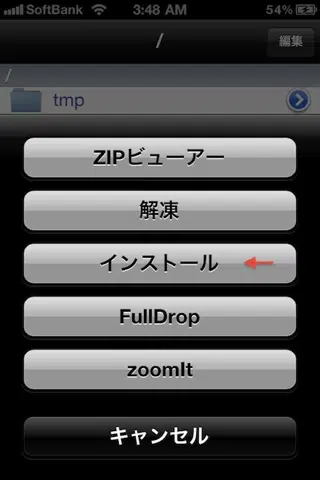 SoftBank 3:48 AM 54%
/ 編集
/
tmp
ZIPビューアー
解凍
インストール
FullDrop
zoomIt
キャンセル